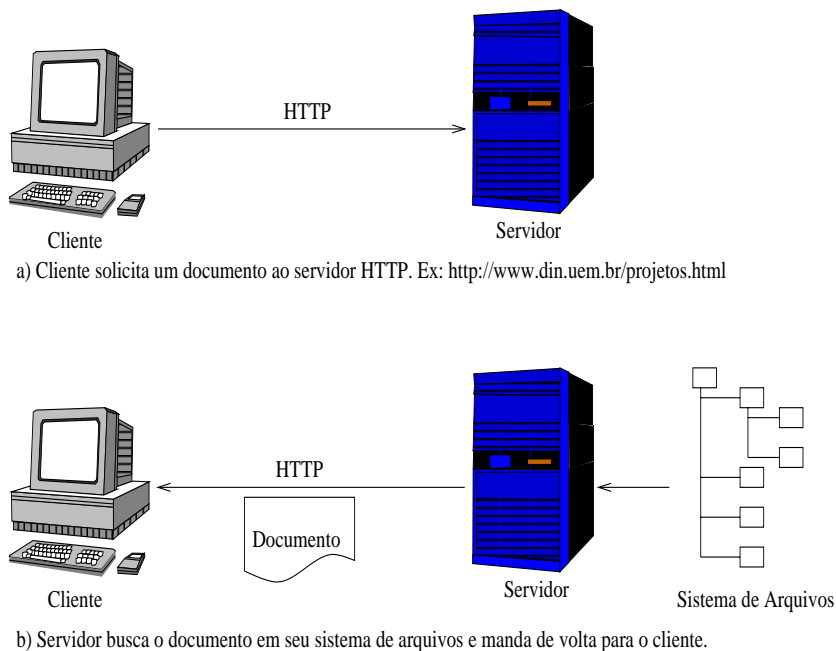 HTTP
Cliente
Servidor
a) Cliente solicita um documento ao servidor HTTP. Ex: http://www.din.uem.br/projetos.html
HTTP
Documento
Cliente
Servidor
Sistema de Arquivos
b) Servidor busca o documento em seu sistema de arquivos e manda de volta para o cliente.